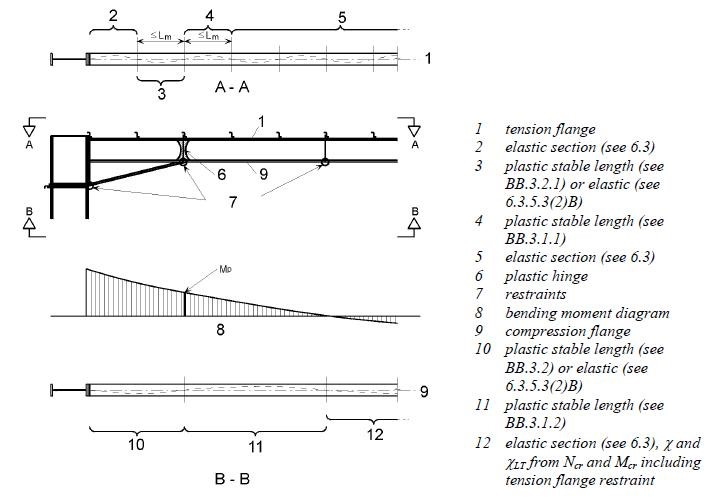 2
4
5
≤Lm
≤Lm
1
3
A - A
1
A
A
6
9
7
B
B
Mp
8
9
10
11
12
B - B
1 tension flange
2 elastic section (see 6.3)
3 plastic stable length (see
BB.3.2.1) or elastic (see
6.3.5.3(2)B)
4 plastic stable length (see
BB.3.1.1)
5 elastic section (see 6.3)
6 plastic hinge
7 restraints
8 bending moment diagram
9 compression flange
10 plastic stable length (see
BB.3.2) or elastic (see
6.3.5.3(2)B)
11 plastic stable length (see
BB.3.1.2)
12 elastic section (see 6.3), χ and
χLT from Ncr and Mcr including
tension flange restraint